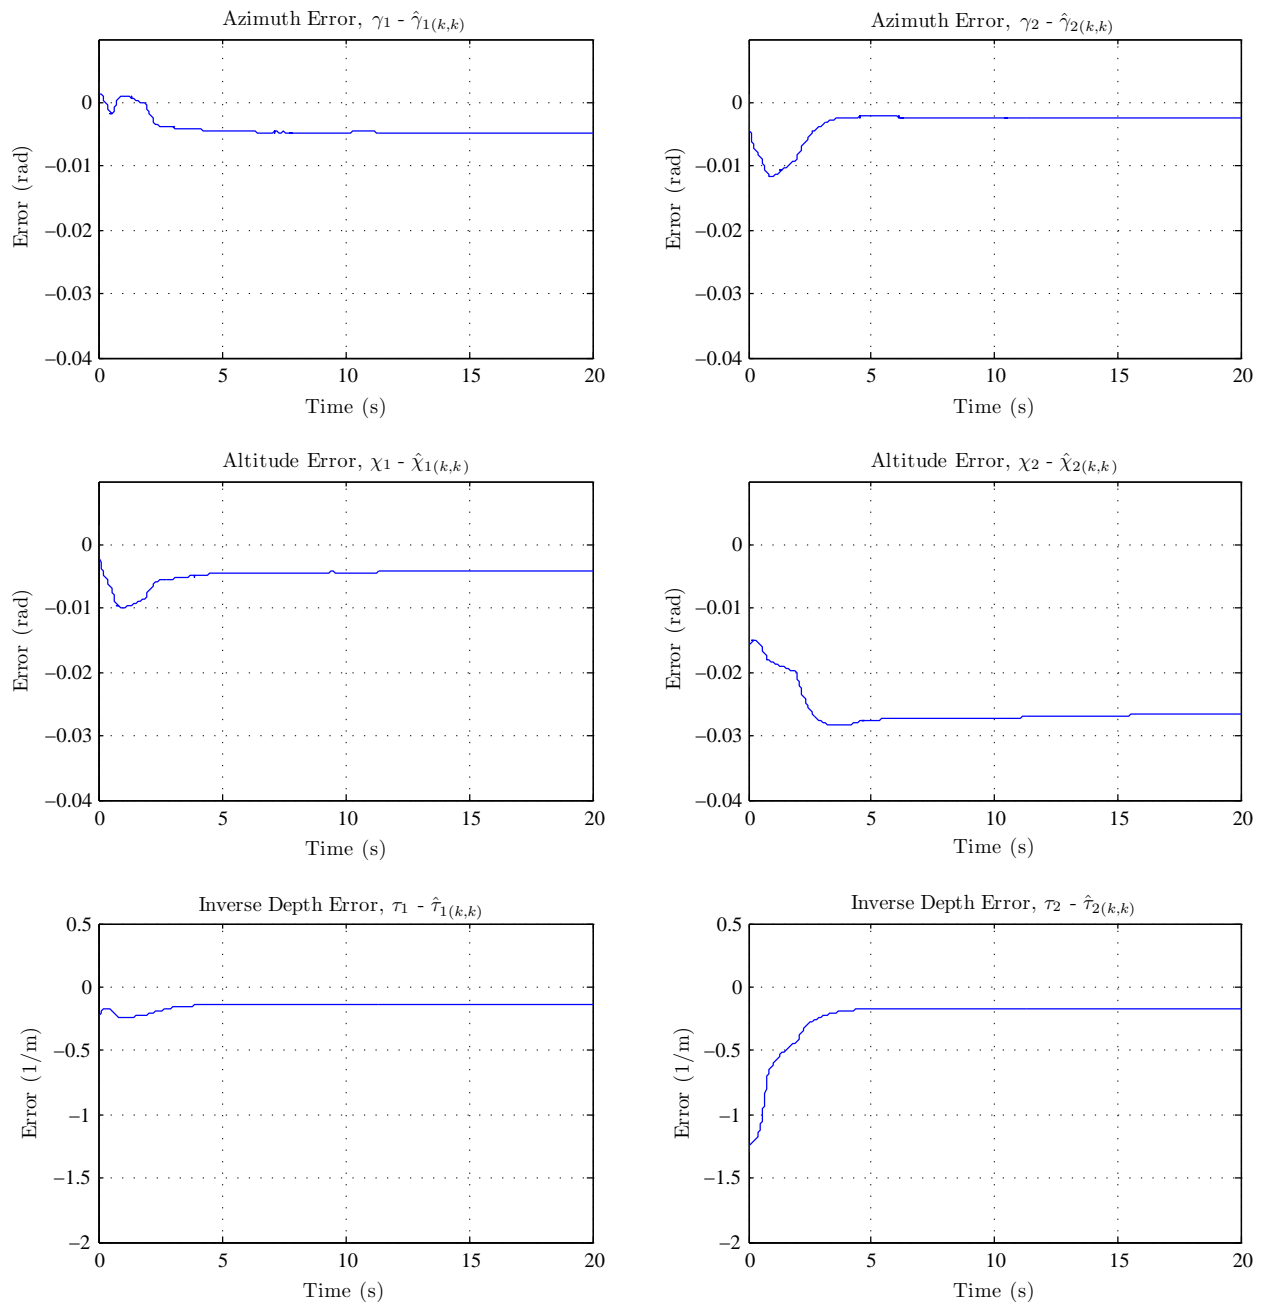 Azimuth Error, γ1 - γ̂1(k,k)
0
−0.01
−0.02
−0.03
−0.04
Error (rad)
0 5 10 15 20
Time (s)
Azimuth Error, γ2 - γ̂2(k,k)
0
−0.01
−0.02
−0.03
−0.04
Error (rad)
0 5 10 15 20
Time (s)
Altitude Error, χ1 - χ̂1(k,k)
0
−0.01
−0.02
−0.03
−0.04
Error (rad)
0 5 10 15 20
Time (s)
Altitude Error, χ2 - χ̂2(k,k)
0
−0.01
−0.02
−0.03
−0.04
Error (rad)
0 5 10 15 20
Time (s)
Inverse Depth Error, τ1 - τ̂1(k,k)
0.5
0
−0.5
−1
−1.5
−2
Error (1/m)
0 5 10 15 20
Time (s)
Inverse Depth Error, τ2 - τ̂2(k,k)
0.5
0
−0.5
−1
−1.5
−2
Error (1/m)
0 5 10 15 20
Time (s)